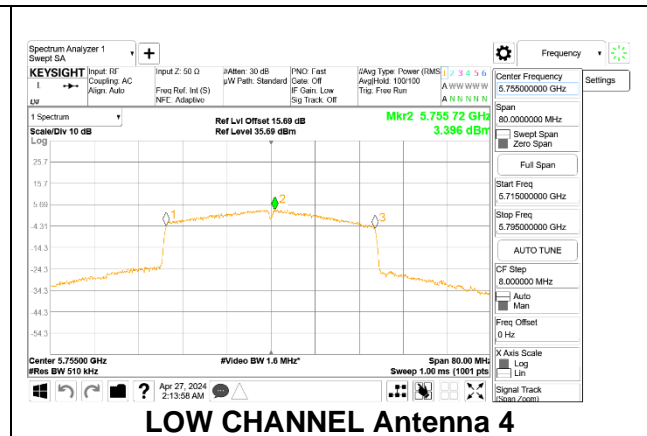 Spectrum Analyzer 1
Swept SA
+
Frequency
KEYSIGHT
Input: RF
Coupling: AC
Align: Auto
Input Z: 50 Ω
Freq Ref: Int (S)
NFE: Adaptive
#Atten: 30 dB
µW Path: Standard
PNO: Fast
Gate: Off
IF Gain: Low
Sig Track: Off
#Avg Type: Power (RMS
Avg|Hold: 100/100
Trig: Free Run
1 2 3 4 5 6
A W W W W W
A N N N N N
Center Frequency
5.755000000 GHz
Settings
Span
80.0000000 MHz
Swept Span
Zero Span
Full Span
Start Freq
5.715000000 GHz
Stop Freq
5.795000000 GHz
AUTO TUNE
CF Step
8.000000 MHz
Auto
Man
Freq Offset
0 Hz
X Axis Scale
Log
Lin
Signal Track
(Span Zoom)
1 Spectrum
Scale/Div 10 dB
Log
Ref Lvl Offset 15.69 dB
Ref Level 35.69 dBm
Mkr2 5.755 72 GHz
3.396 dBm
25.7
15.7
5.69
-4.31
-14.3
-24.3
-34.3
-44.3
-54.3
1
2
3
Center 5.75500 GHz
#Res BW 510 kHz
#Video BW 1.6 MHz*
Span 80.00 MHz
Sweep 1.00 ms (1001 pts
?
Apr 27, 2024
2:13:58 AM
LOW CHANNEL Antenna 4